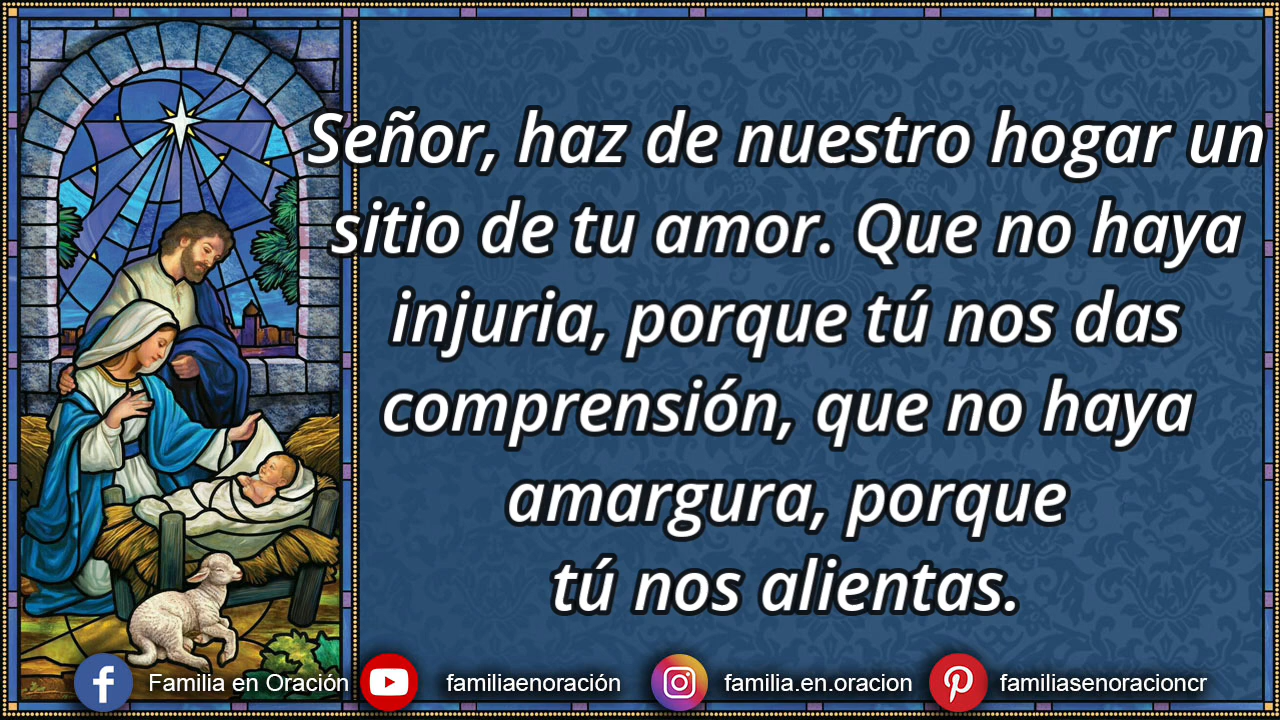 Señor, haz de nuestro hogar un
sitio de tu amor. Que no haya
injuria, porque tú nos das
comprensión, que no haya
amargura, porque
tú nos alientas.
Familia en Oración familiaenoración familia.en.oracion familiasenoracioncr